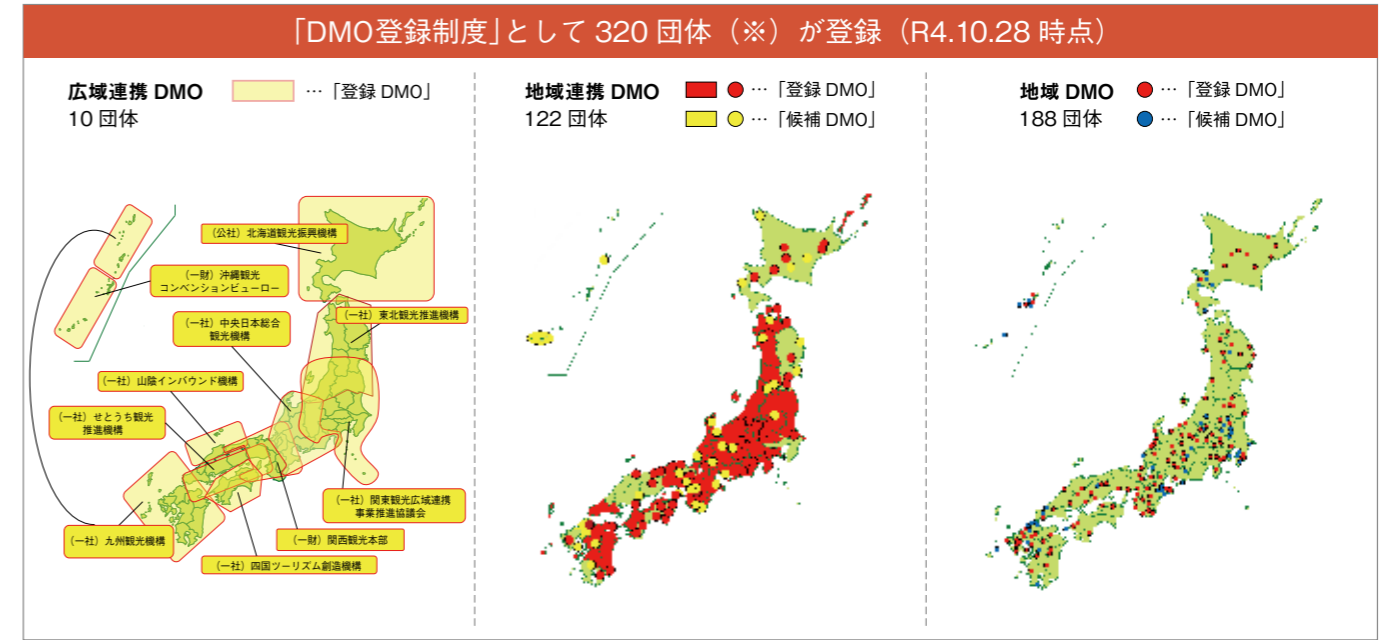 「DMO登録制度」として 320 団体（※）が登録（R4.10.28 時点）
広域連携 DMO
10 団体
…「登録 DMO」
（公社）北海道観光振興機構
（一財）沖縄観光
コンベンションビューロー
（一社）東北観光推進機構
（一社）中央日本総合
観光機構
（一社）山陰インバウンド機構
（一社）せとうち観光
推進機構
（一社）関東観光広域連携
事業推進協議会
（一社）九州観光機構
（一財）関西観光本部
（一社）四国ツーリズム創造機構
地域連携 DMO
122 団体
…「登録 DMO」
…「候補 DMO」
地域 DMO
188 団体
…「登録 DMO」
…「候補 DMO」